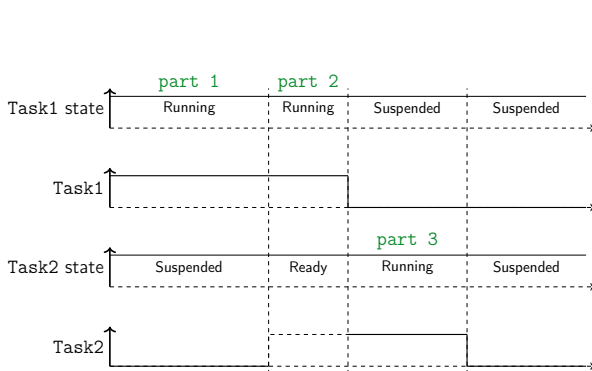 part 1 part 2
Task1 state Running Running Suspended Suspended
Task1
part 3
Task2 state Suspended Ready Running Suspended
Task2